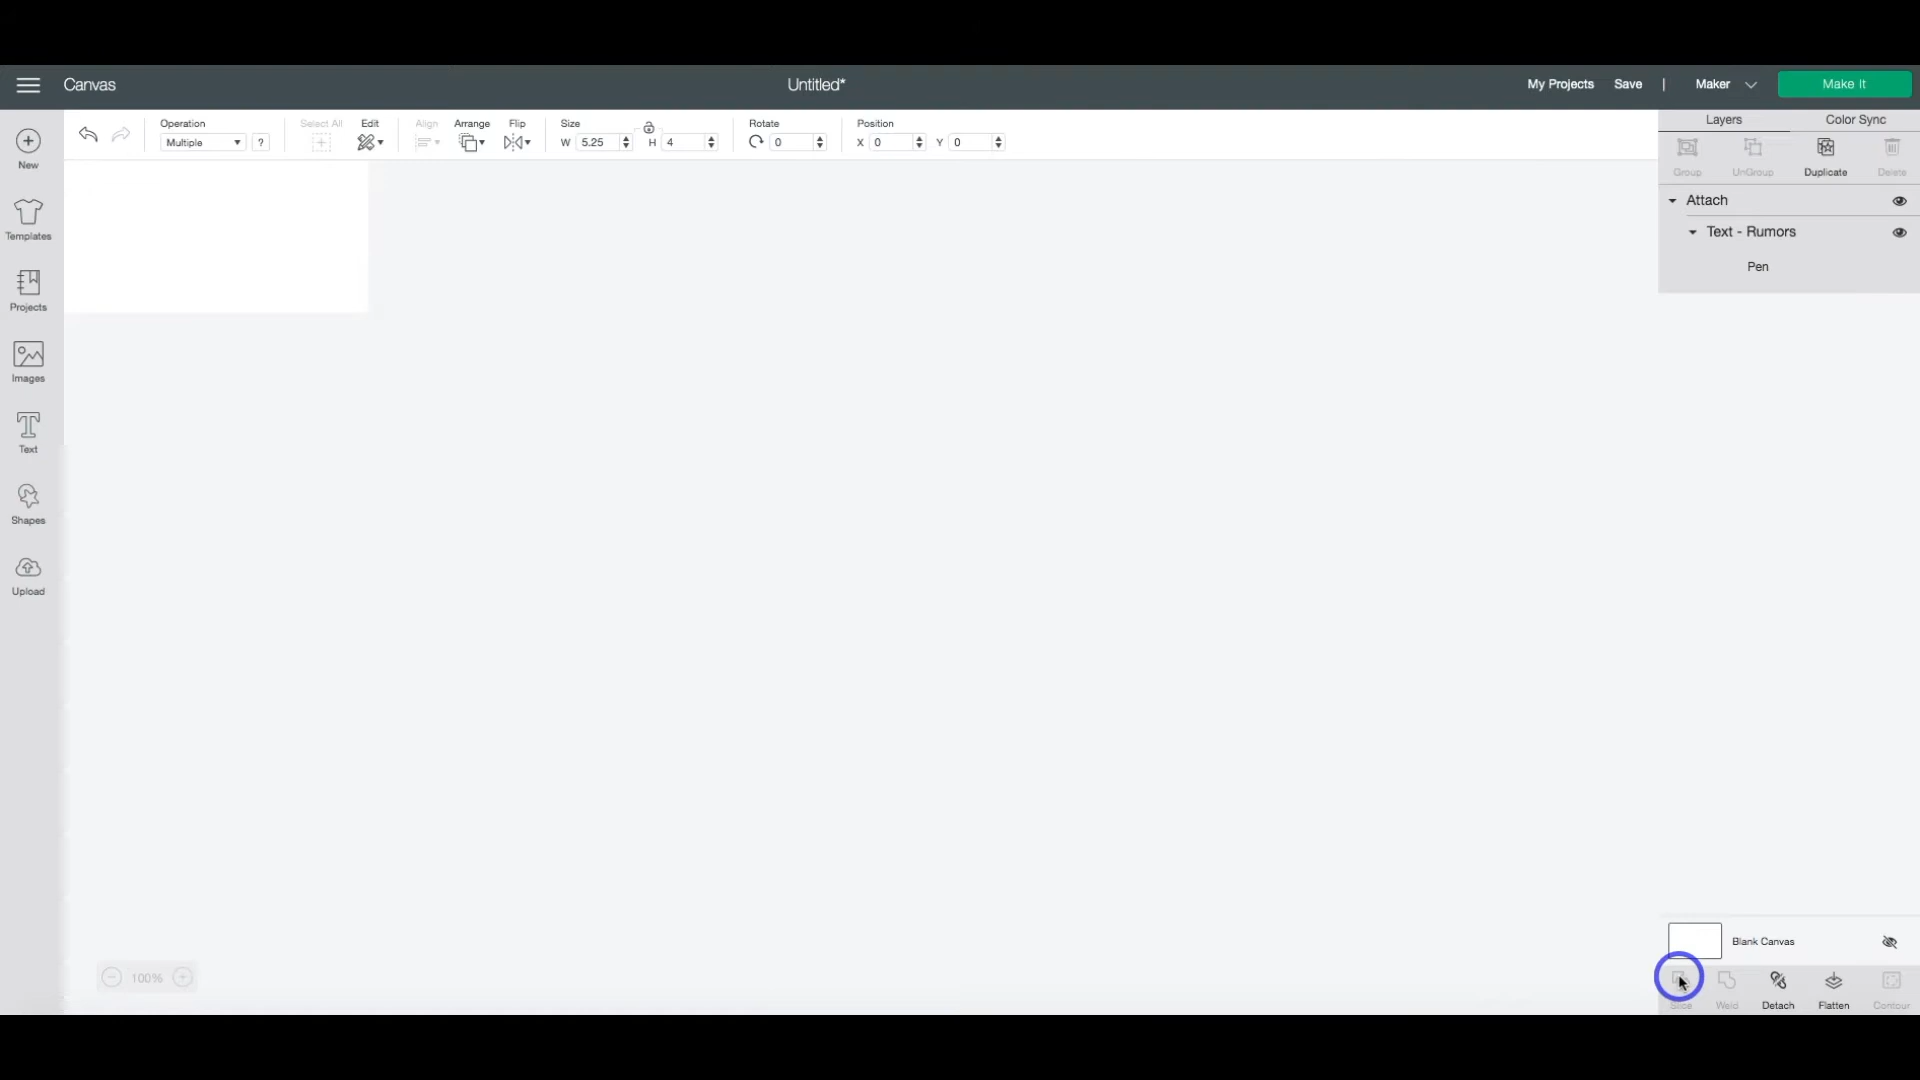 Canvas
Untitled*
My Projects Save | Maker Make It
Operation
Multiple ?
Select All
Edit
Align
Arrange
Flip
Size
W 5.25 H 4
Rotate
0
Position
X 0 Y 0
Layers Color Sync
Group UnGroup Duplicate Delete
Attach
Text - Rumors
Pen
New
Templates
Projects
Images
Text
Shapes
Upload
100%
Blank Canvas
Slice Weld Detach Flatten Contour